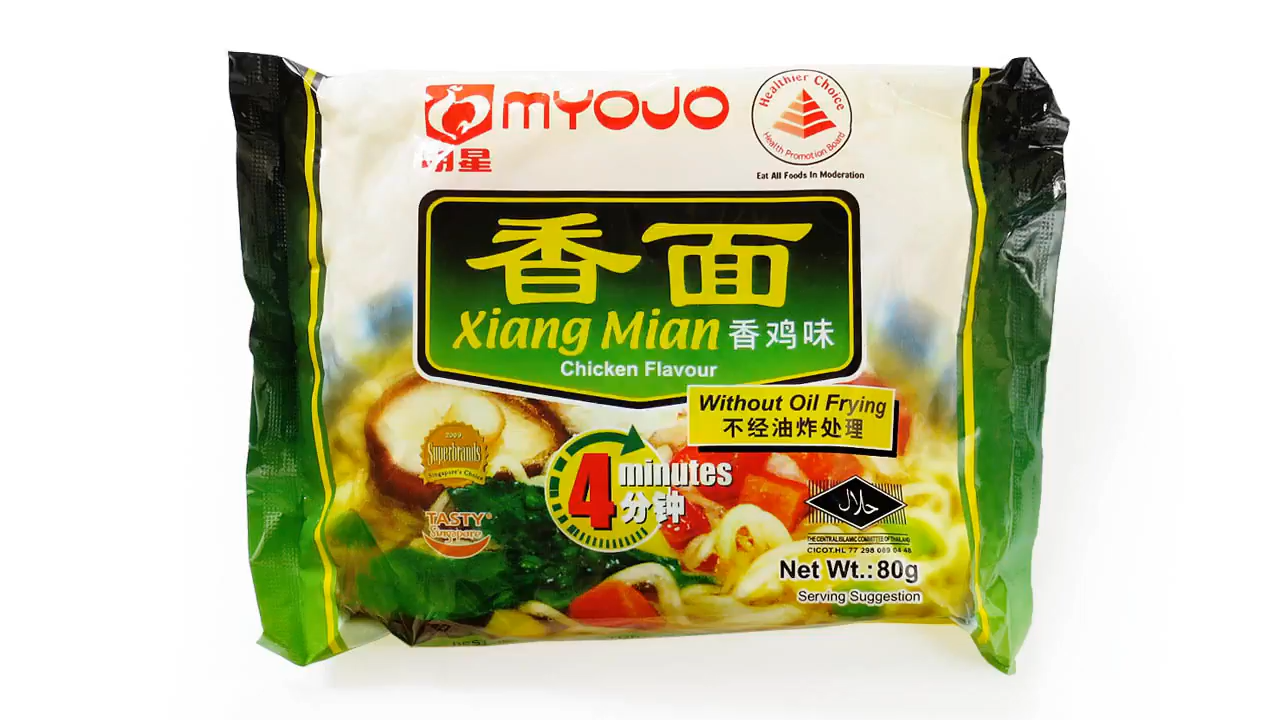 MYOJO
明星
Healthier Choice
Health Promotion Board
Eat All Foods In Moderation
香面
Xiang Mian 香鸡味
Chicken Flavour
Without Oil Frying
不经油炸处理
2009
Superbrands
Singapore's Choice
4 minutes
分钟
TASTY®
Singapore
حلال
THE CENTRAL ISLAMIC COMMITTEE OF THAILAND
CICOT.HL 77 298 089 04 48
Net Wt.: 80g
Serving Suggestion